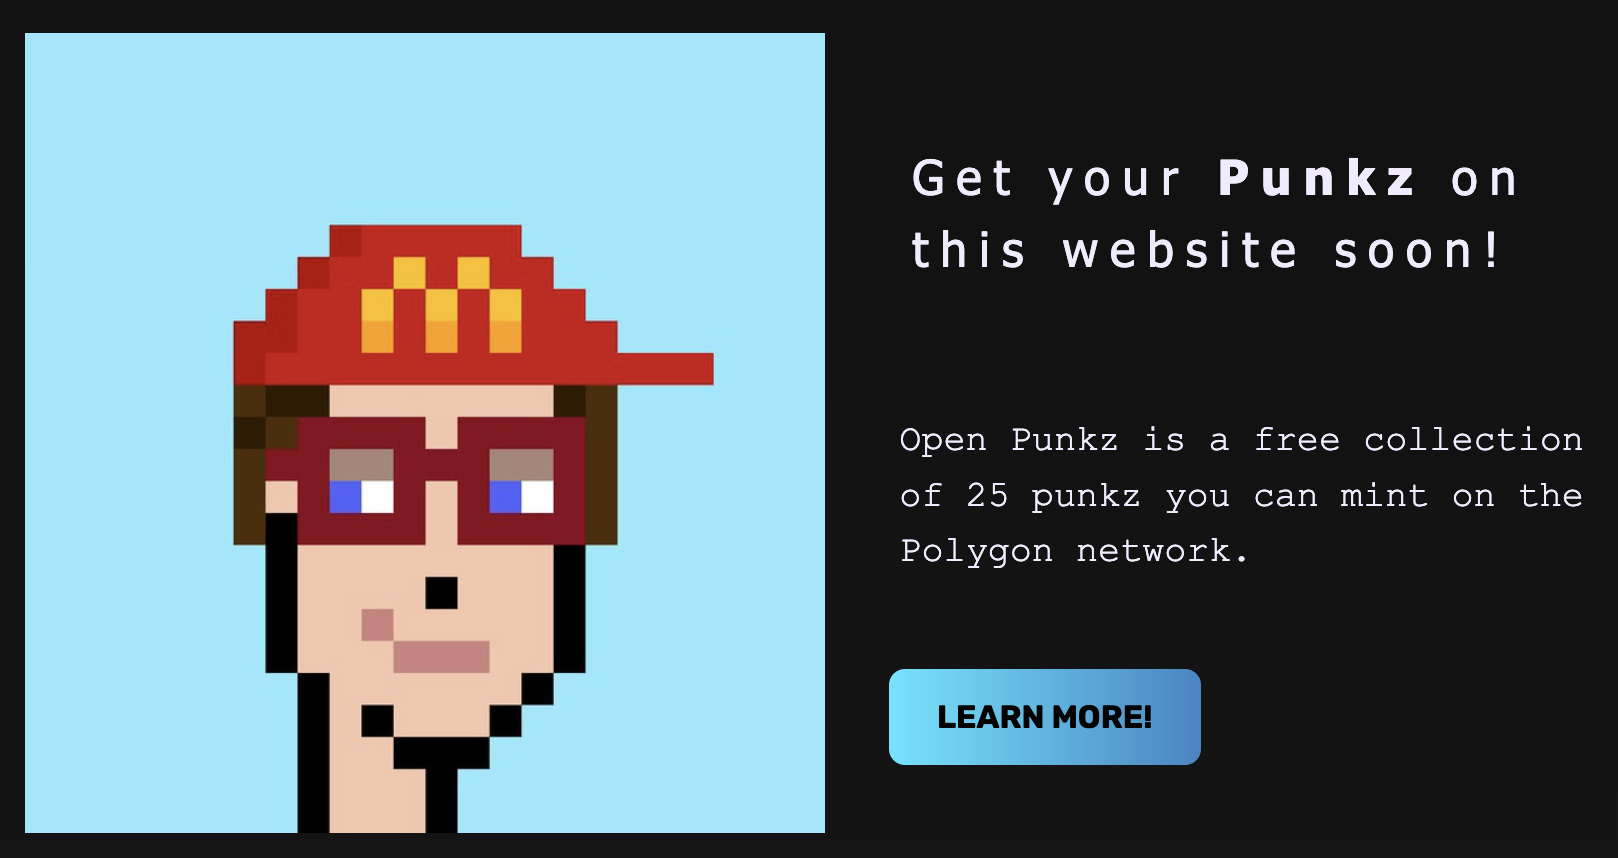 Get your Punkz on
this website soon!
Open Punkz is a free collection
of 25 punkz you can mint on the
Polygon network.
LEARN MORE!